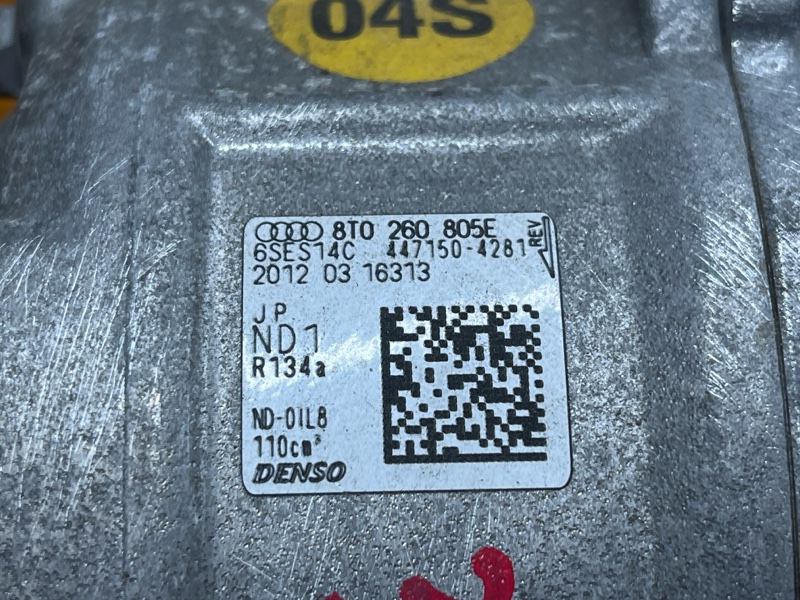 04S
8T0 260 805E
6SES14C 447150-4281 REV
2012 03 16313
JP
ND1
R134a
ND-OIL8
110cm³
DENSO